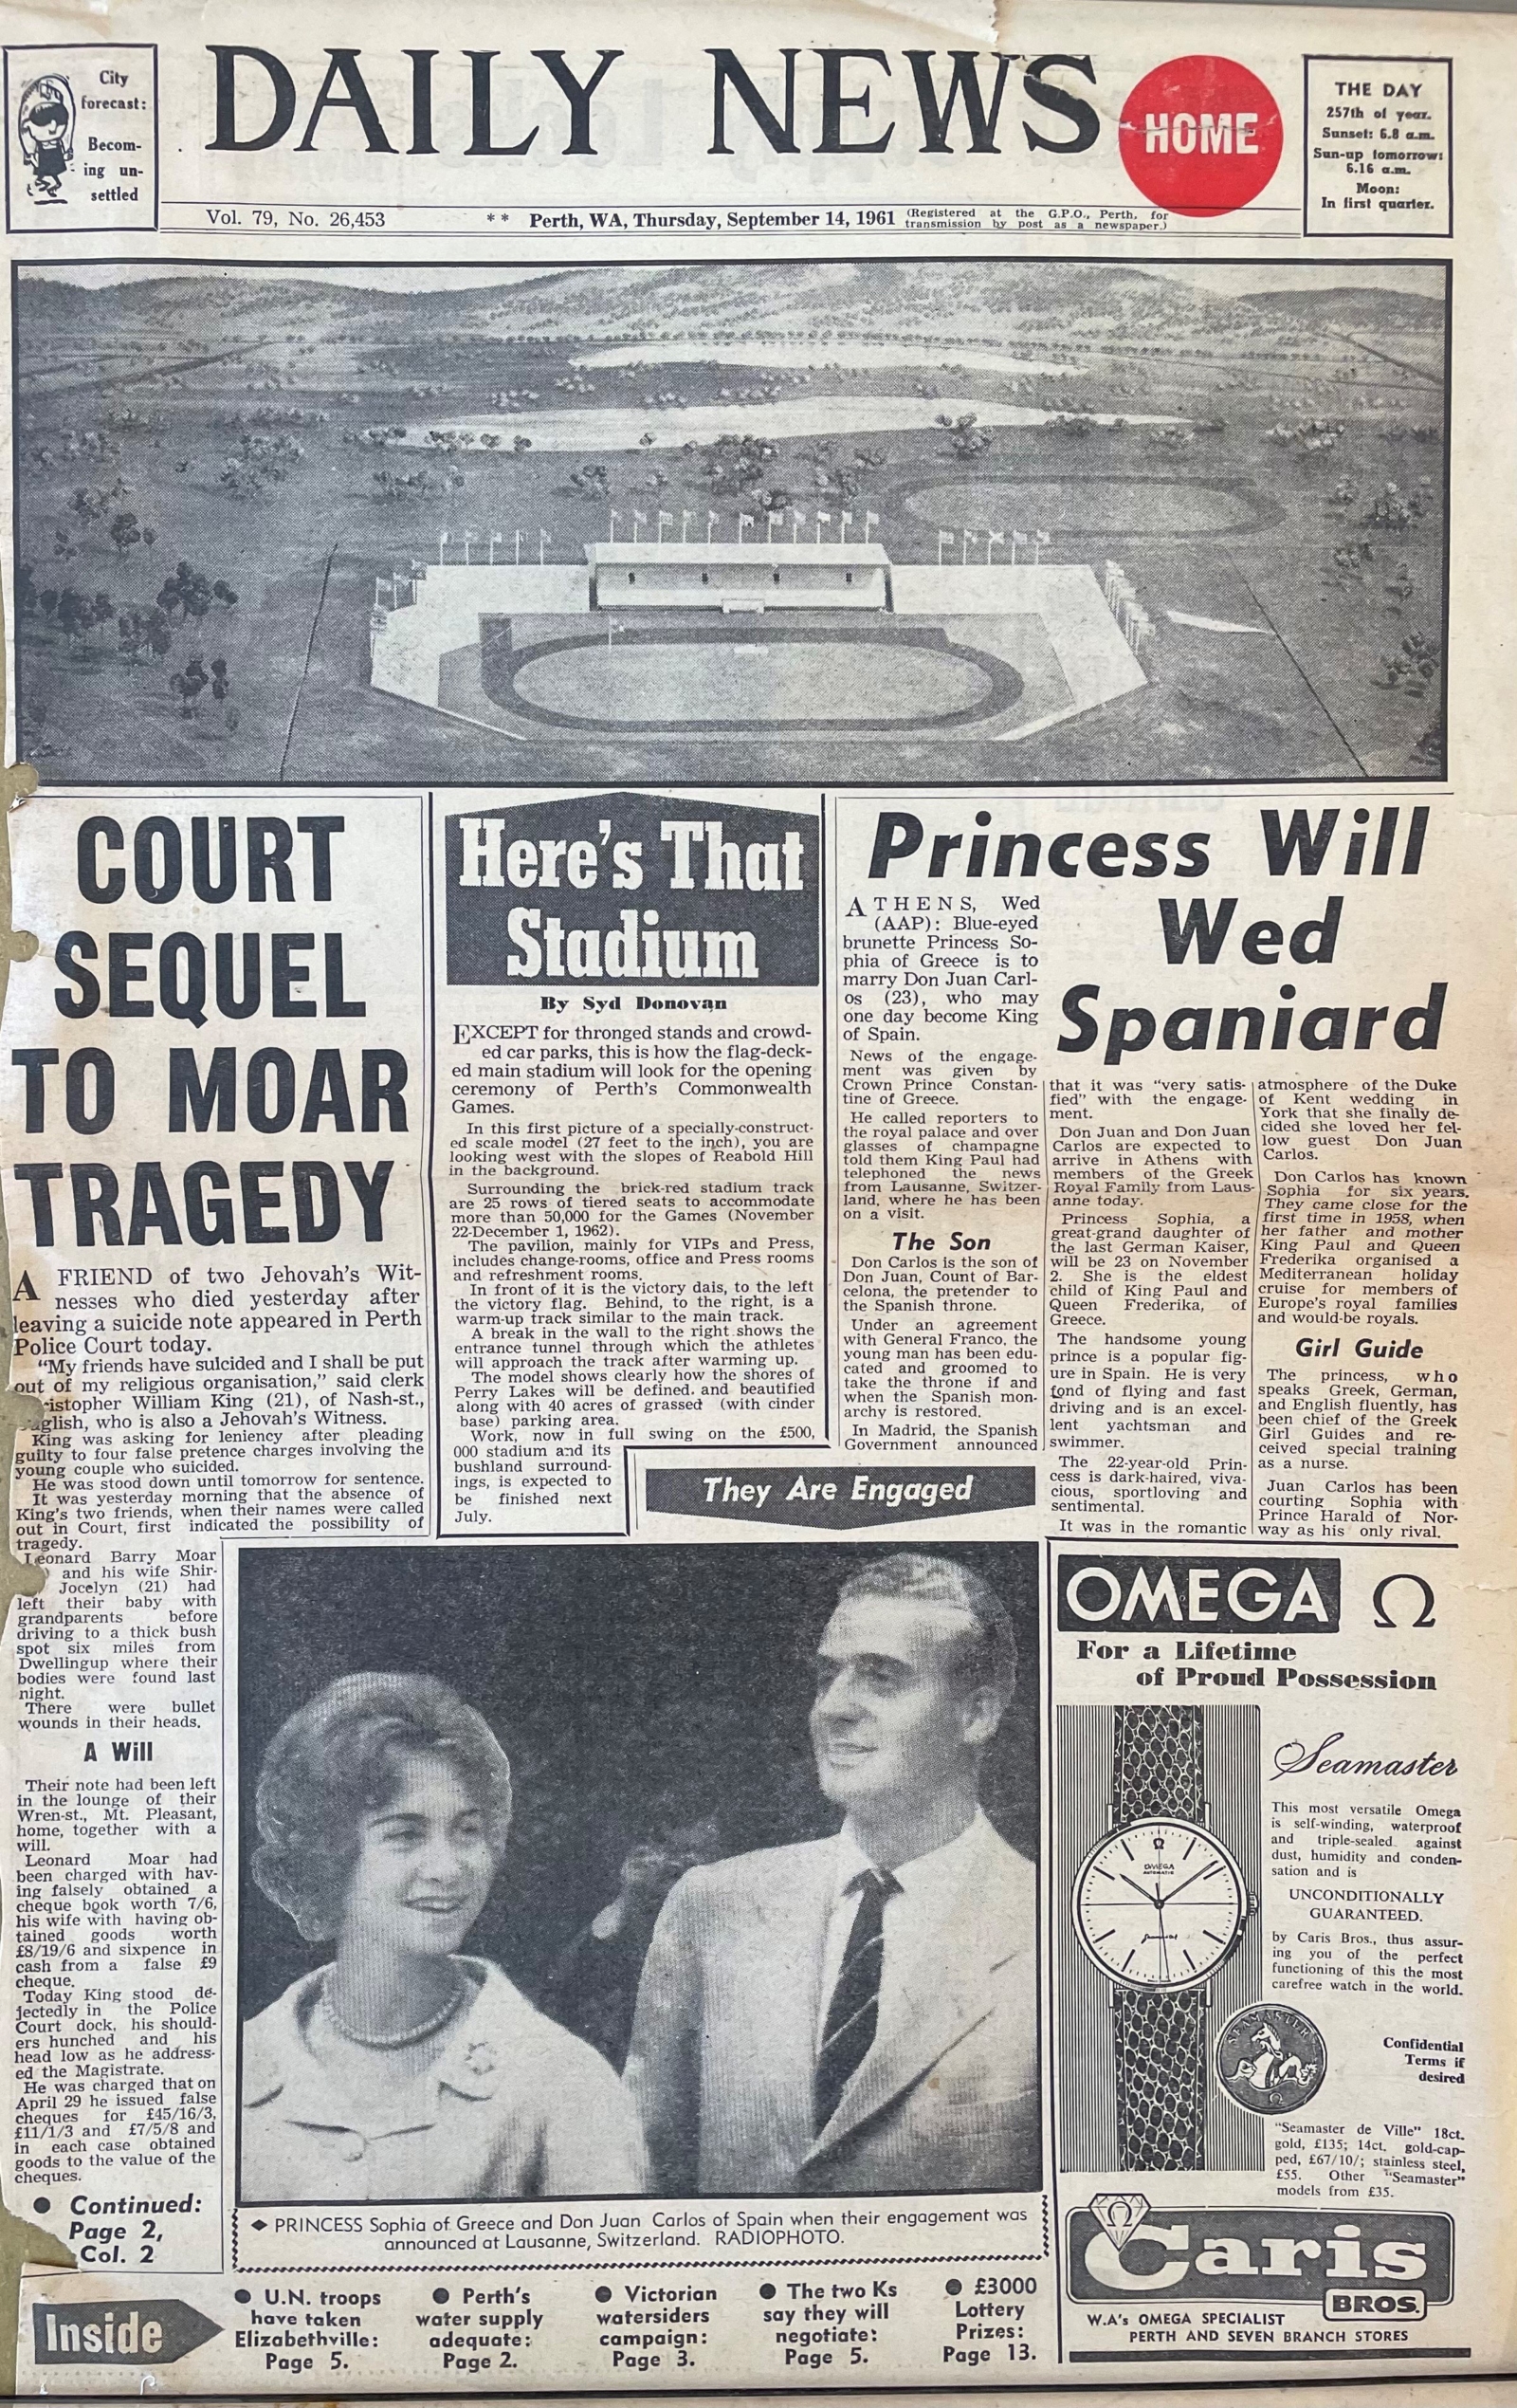 City
forecast:
Becom-
ing un-
settled
DAILY NEWS
HOME
THE DAY
257th of year.
Sunset: 6.8 a.m.
Sun-up tomorrow:
6.16 a.m.
Moon:
In first quarter.
Vol. 79, No. 26,453
** Perth, WA, Thursday, September 14, 1961
(Registered at the G.P.O., Perth, for
transmission by post as a newspaper.)
COURT
SEQUEL
TO MOAR
TRAGEDY
A FRIEND of two Jehovah's Wit-
nesses who died yesterday after
leaving a suicide note appeared in Perth
Police Court today.
"My friends have suicided and I shall be put
out of my religious organisation," said clerk
ristopher William King (21), of Nash-st.,
glish, who is also a Jehovah's Witness.
King was asking for leniency after pleading
guilty to four false pretence charges involving the
young couple who suicided.
He was stood down until tomorrow for sentence.
It was yesterday morning that the absence of
King's two friends, when their names were called
out in Court, first indicated the possibility of
tragedy.
Leonard Barry Moar
and his wife Shir-
Jocelyn (21) had
left their baby with
grandparents before
driving to a thick bush
spot six miles from
Dwellingup where their
bodies were found last
night.
There were bullet
wounds in their heads.
A Will
Their note had been left
in the lounge of their
Wren-st., Mt. Pleasant,
home, together with a
will.
Leonard Moar had
been charged with hav-
ing falsely obtained a
cheque book worth 7/6,
his wife with having ob-
tained goods worth
£8/19/6 and sixpence in
cash from a false £9
cheque.
Today King stood de-
jectedly in the Police
Court dock, his should-
ers hunched and his
head low as he address-
ed the Magistrate.
He was charged that on
April 29 he issued false
cheques for £45/16/3,
£11/1/3 and £7/5/8 and
in each case obtained
goods to the value of the
cheques.
● Continued:
Page 2,
Col. 2
Here's That
Stadium
By Syd Donovan
EXCEPT for thronged stands and crowd-
ed car parks, this is how the flag-deck-
ed main stadium will look for the opening
ceremony of Perth's Commonwealth
Games.
In this first picture of a specially-construct-
ed scale model (27 feet to the inch), you are
looking west with the slopes of Reabold Hill
in the background.
Surrounding the brick-red stadium track
are 25 rows of tiered seats to accommodate
more than 50,000 for the Games (November
22-December 1, 1962).
The pavilion, mainly for VIPs and Press,
includes change-rooms, office and Press rooms
and refreshment rooms.
In front of it is the victory dais, to the left
the victory flag. Behind, to the right, is a
warm-up track similar to the main track.
A break in the wall to the right shows the
entrance tunnel through which the athletes
will approach the track after warming up.
The model shows clearly how the shores of
Perry Lakes will be defined. and beautified
along with 40 acres of grassed (with cinder
base) parking area.
Work, now in full swing on the £500,
000 stadium and its
bushland surround-
ings, is expected to
be finished next
July.
Princess Will
Wed
Spaniard
ATHENS, Wed
(AAP): Blue-eyed
brunette Princess So-
phia of Greece is to
marry Don Juan Carl-
os (23), who may
one day become King
of Spain.
News of the engage-
ment was given by
Crown Prince Constan-
tine of Greece.
He called reporters to
the royal palace and over
glasses of champagne
told them King Paul had
telephoned the news
from Lausanne, Switzer-
land, where he has been
on a visit.
The Son
Don Carlos is the son of
Don Juan, Count of Bar-
celona, the pretender to
the Spanish throne.
Under an agreement
with General Franco, the
young man has been edu-
cated and groomed to
take the throne if and
when the Spanish mon-
archy is restored.
In Madrid, the Spanish
Government announced
that it was "very satis-
fied" with the engage-
ment.
Don Juan and Don Juan
Carlos are expected to
arrive in Athens with
members of the Greek
Royal Family from Laus-
anne today.
Princess Sophia, a
great-grand daughter of
the last German Kaiser,
will be 23 on November
2. She is the eldest
child of King Paul and
Queen Frederika, of
Greece.
The handsome young
prince is a popular fig-
ure in Spain. He is very
fond of flying and fast
driving and is an excel-
lent yachtsman and
swimmer.
The 22-year-old Prin-
cess is dark-haired, viva-
cious, sportloving and
sentimental.
It was in the romantic
atmosphere of the Duke
of Kent wedding in
York that she finally de-
cided she loved her fel-
low guest Don Juan
Carlos.
Don Carlos has known
Sophia for six years.
They came close for the
first time in 1958, when
her father and mother
King Paul and Queen
Frederika organised a
Mediterranean holiday
cruise for members of
Europe's royal families
and would-be royals.
Girl Guide
The princess, who
speaks Greek, German,
and English fluently, has
been chief of the Greek
Girl Guides and re-
ceived special training
as a nurse.
Juan Carlos has been
courting Sophia with
Prince Harald of Nor-
way as his only rival.
They Are Engaged
◆ PRINCESS Sophia of Greece and Don Juan Carlos of Spain when their engagement was
announced at Lausanne, Switzerland. RADIOPHOTO.
OMEGA Ω
For a Lifetime
of Proud Possession
Seamaster
This most versatile Omega
is self-winding, waterproof
and triple-sealed against
dust, humidity and conden-
sation and is
UNCONDITIONALLY
GUARANTEED.
by Caris Bros., thus assur-
ing you of the perfect
functioning of this the most
carefree watch in the world.
Ω
OMEGA
AUTOMATIC
Seamaster
SEAMASTER
Ω
Confidential
Terms if
desired
"Seamaster de Ville" 18ct.
gold, £135; 14ct. gold-cap-
ped, £67/10/; stainless steel,
£55. Other "Seamaster"
models from £35.
Ω
Caris
BROS.
W.A's OMEGA SPECIALIST
PERTH AND SEVEN BRANCH STORES
Inside
● U.N. troops
have taken
Elizabethville:
Page 5.
● Perth's
water supply
adequate:
Page 2.
● Victorian
watersiders
campaign:
Page 3.
● The two Ks
say they will
negotiate:
Page 5.
● £3000
Lottery
Prizes:
Page 13.